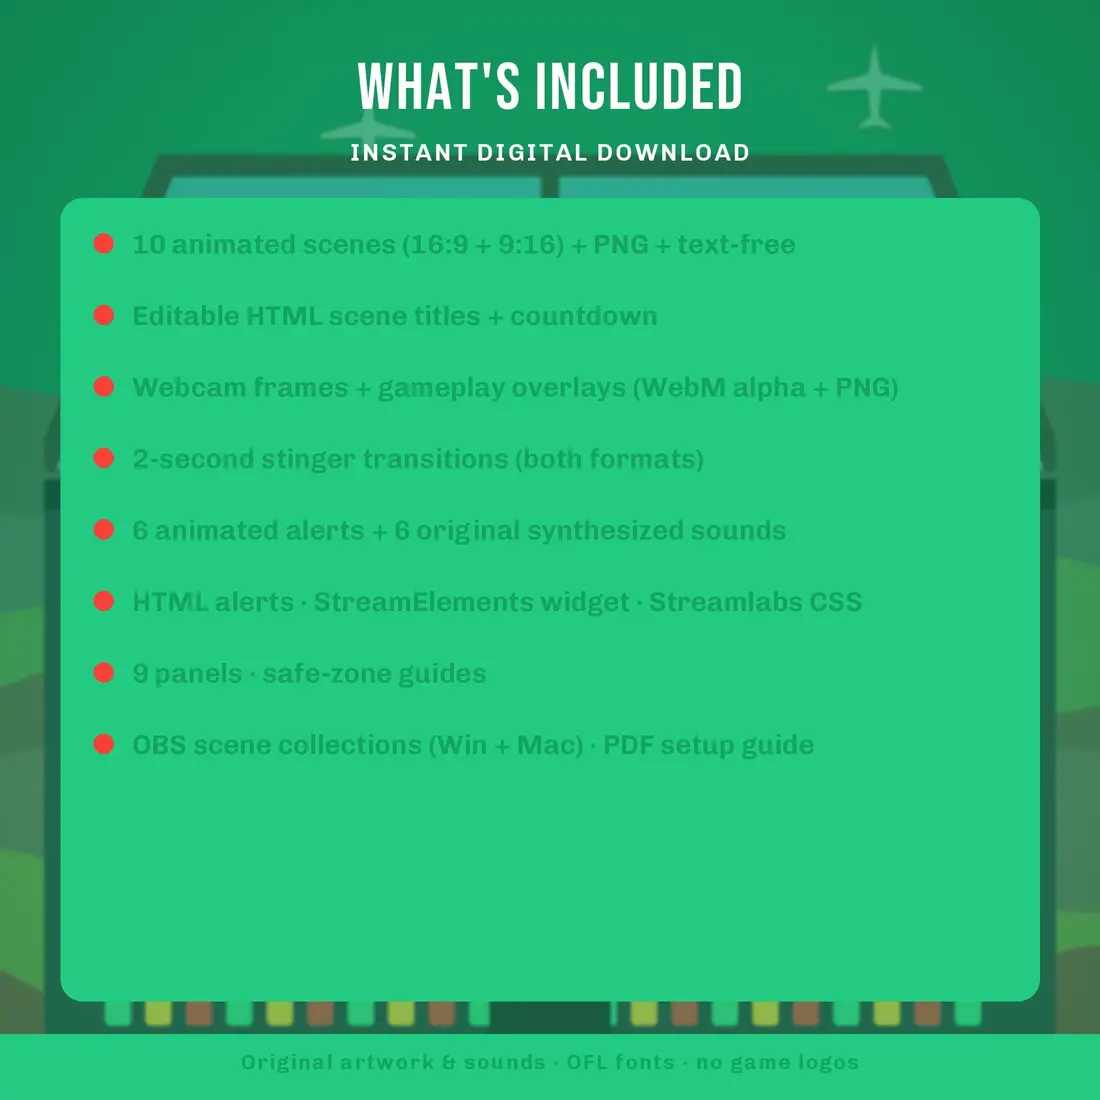 WHAT'S INCLUDED
INSTANT DIGITAL DOWNLOAD
10 animated scenes (16:9 + 9:16) + PNG + text-free
Editable HTML scene titles + countdown
Webcam frames + gameplay overlays (WebM alpha + PNG)
2-second stinger transitions (both formats)
6 animated alerts + 6 original synthesized sounds
HTML alerts · StreamElements widget · Streamlabs CSS
9 panels · safe-zone guides
OBS scene collections (Win + Mac) · PDF setup guide
Original artwork & sounds · OFL fonts · no game logos